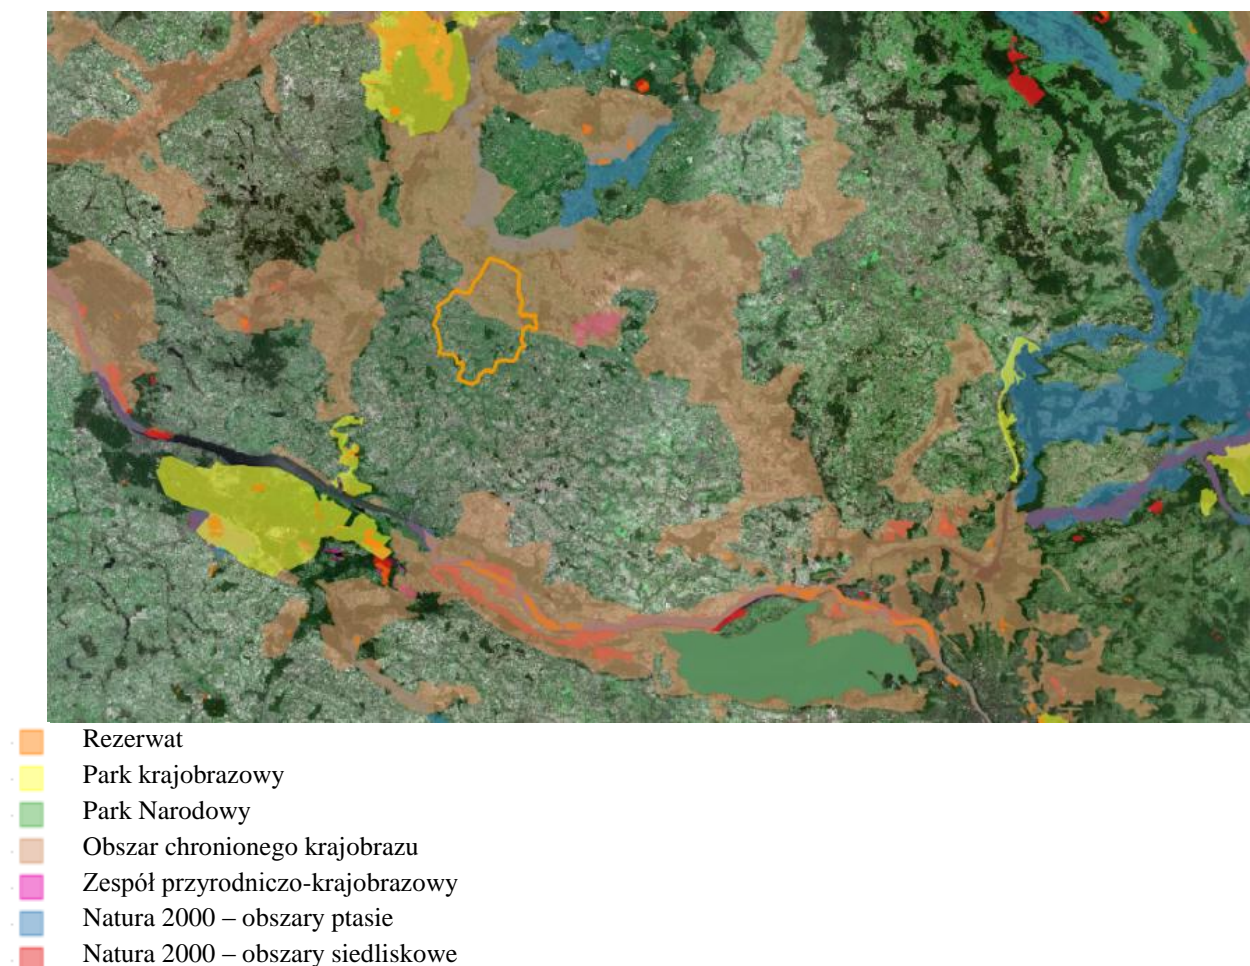 Rezerwat
Park krajobrazowy
Park Narodowy
Obszar chronionego krajobrazu
Zespół przyrodniczo-krajobrazowy
Natura 2000 – obszary ptasie
Natura 2000 – obszary siedliskowe